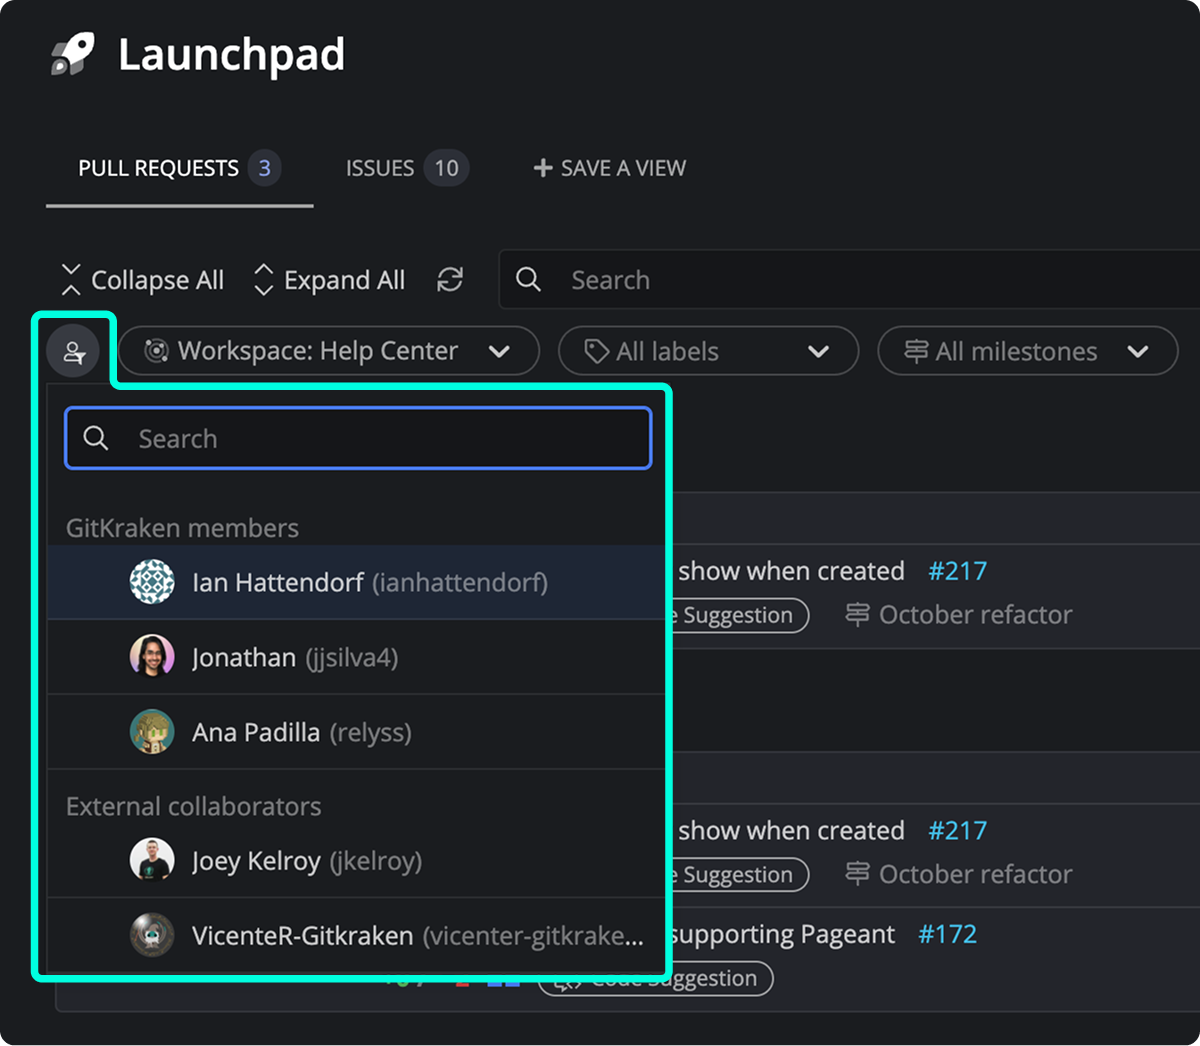 Launchpad
PULL REQUESTS 3 ISSUES 10 + SAVE A VIEW
Collapse All Expand All Search
Workspace: Help Center All labels All milestones
Search
GitKraken members
Ian Hattendorf (ianhattendorf)
show when created #217
Suggestion October refactor
Jonathan (jjsilva4)
Ana Padilla (relyss)
External collaborators
show when created #217
Joey Kelroy (jkelroy)
Suggestion October refactor
VicenteR-Gitkraken (vicenter-gitkrake...
supporting Pageant #172
Code Suggestion